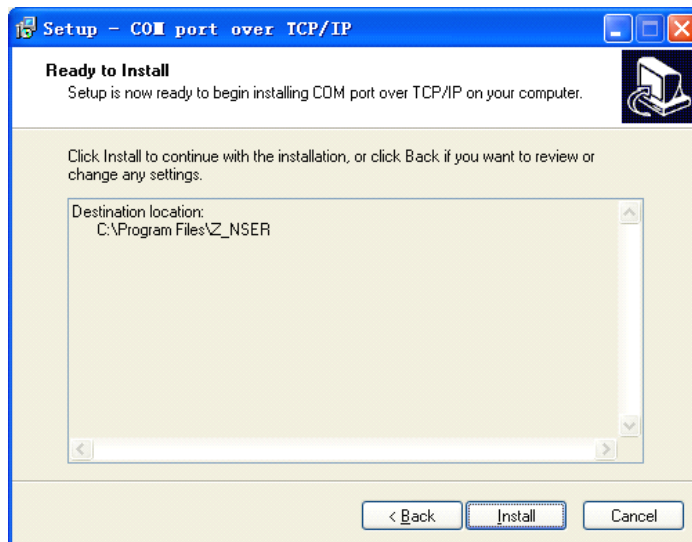 Setup - COM port over TCP/IP
Ready to Install
Setup is now ready to begin installing COM port over TCP/IP on your computer.
Click Install to continue with the installation, or click Back if you want to review or
change any settings.
Destination location:
C:\Program Files\Z_NSER
< Back
Install
Cancel